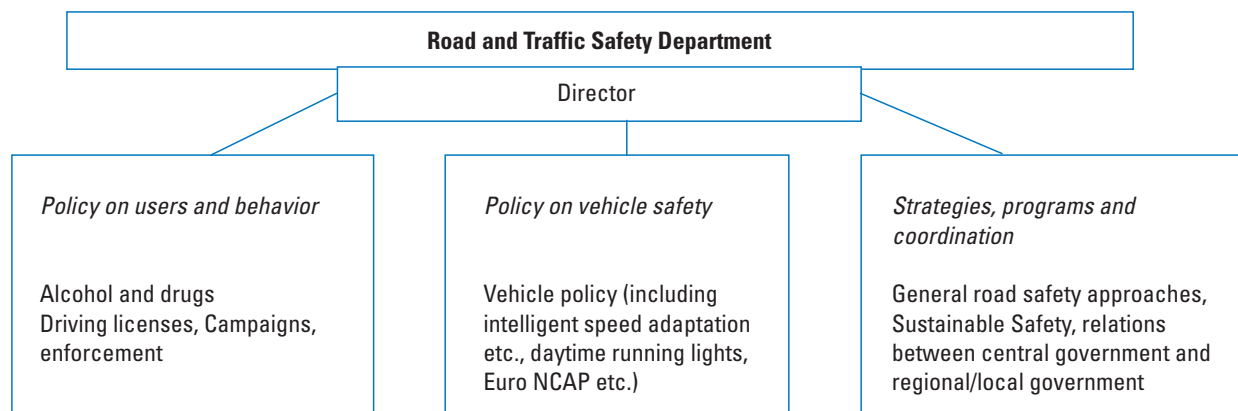 Road and Traffic Safety Department
Director
Policy on users and behavior
Alcohol and drugs
Driving licenses, Campaigns,
enforcement
Policy on vehicle safety
Vehicle policy (including
intelligent speed adaptation
etc., daytime running lights,
Euro NCAP etc.)
Strategies, programs and
coordination
General road safety approaches,
Sustainable Safety, relations
between central government and
regional/local government